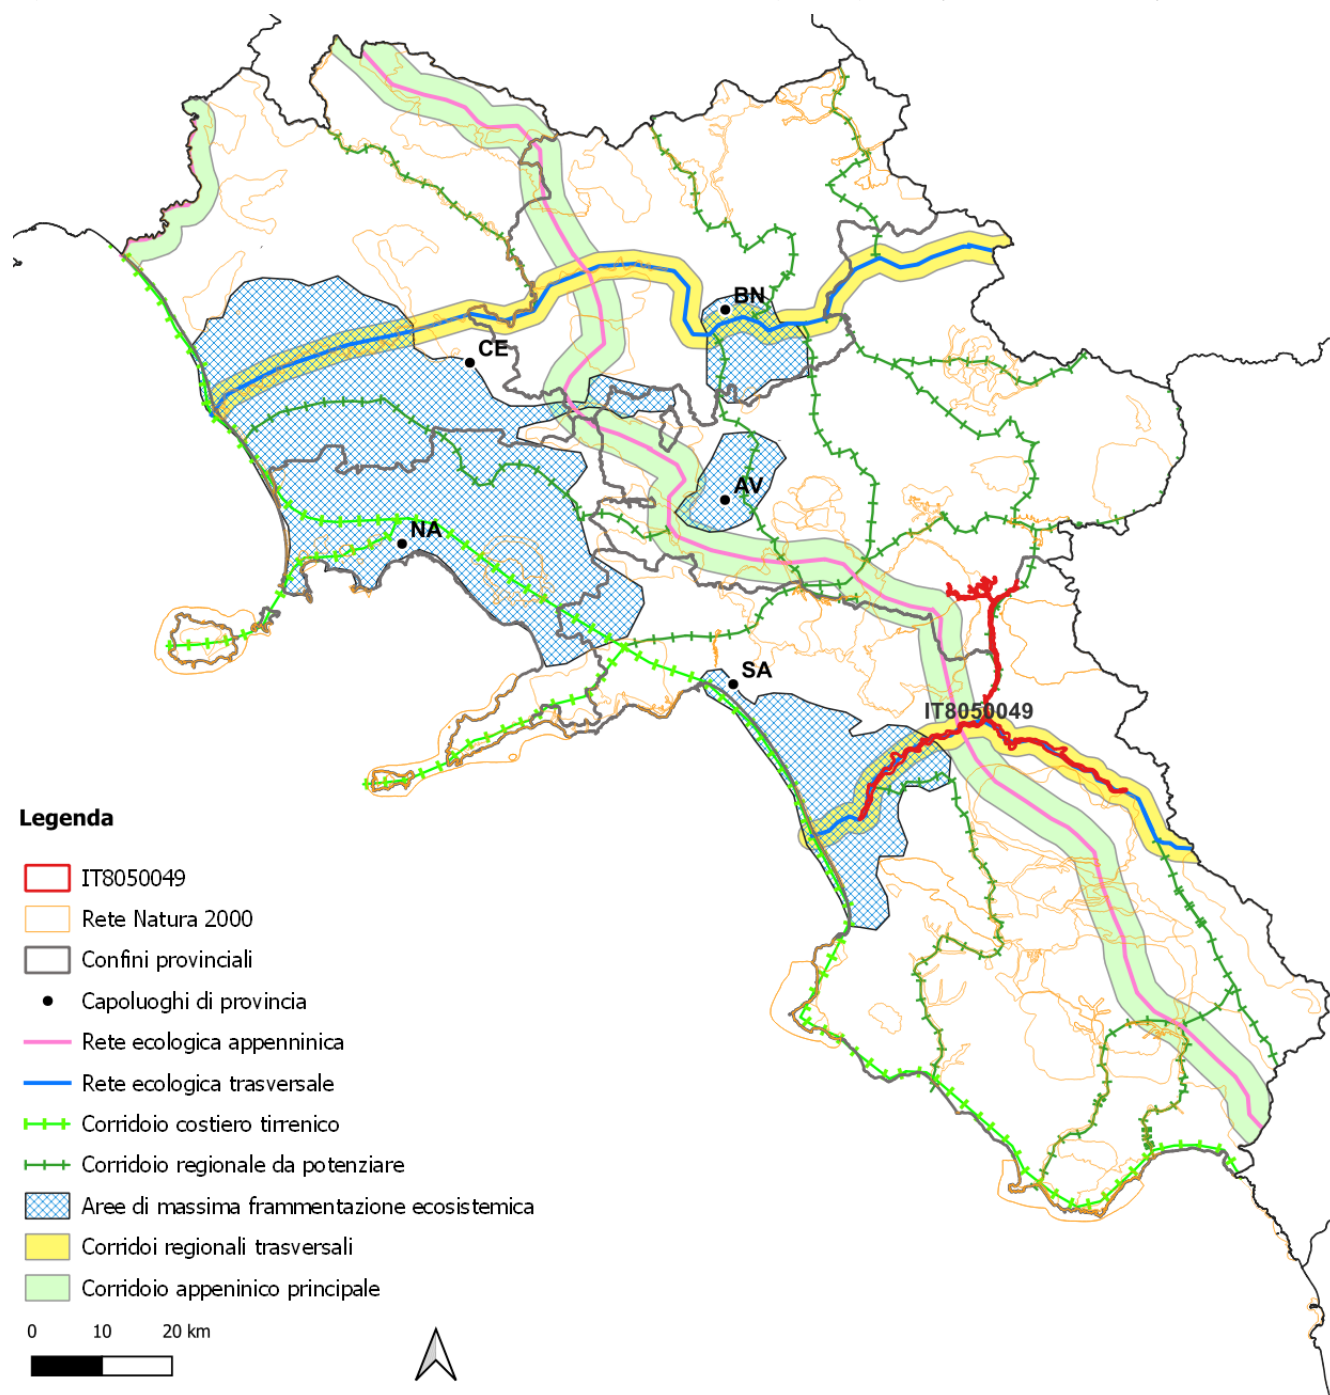 BN
CE
AV
NA
SA
IT8050049
Legenda
IT8050049
Rete Natura 2000
Confini provinciali
Capoluoghi di provincia
Rete ecologica appenninica
Rete ecologica trasversale
Corridoio costiero tirrenico
Corridoio regionale da potenziare
Aree di massima frammentazione ecosistemica
Corridoi regionali trasversali
Corridoio appeninico principale
0 10 20 km